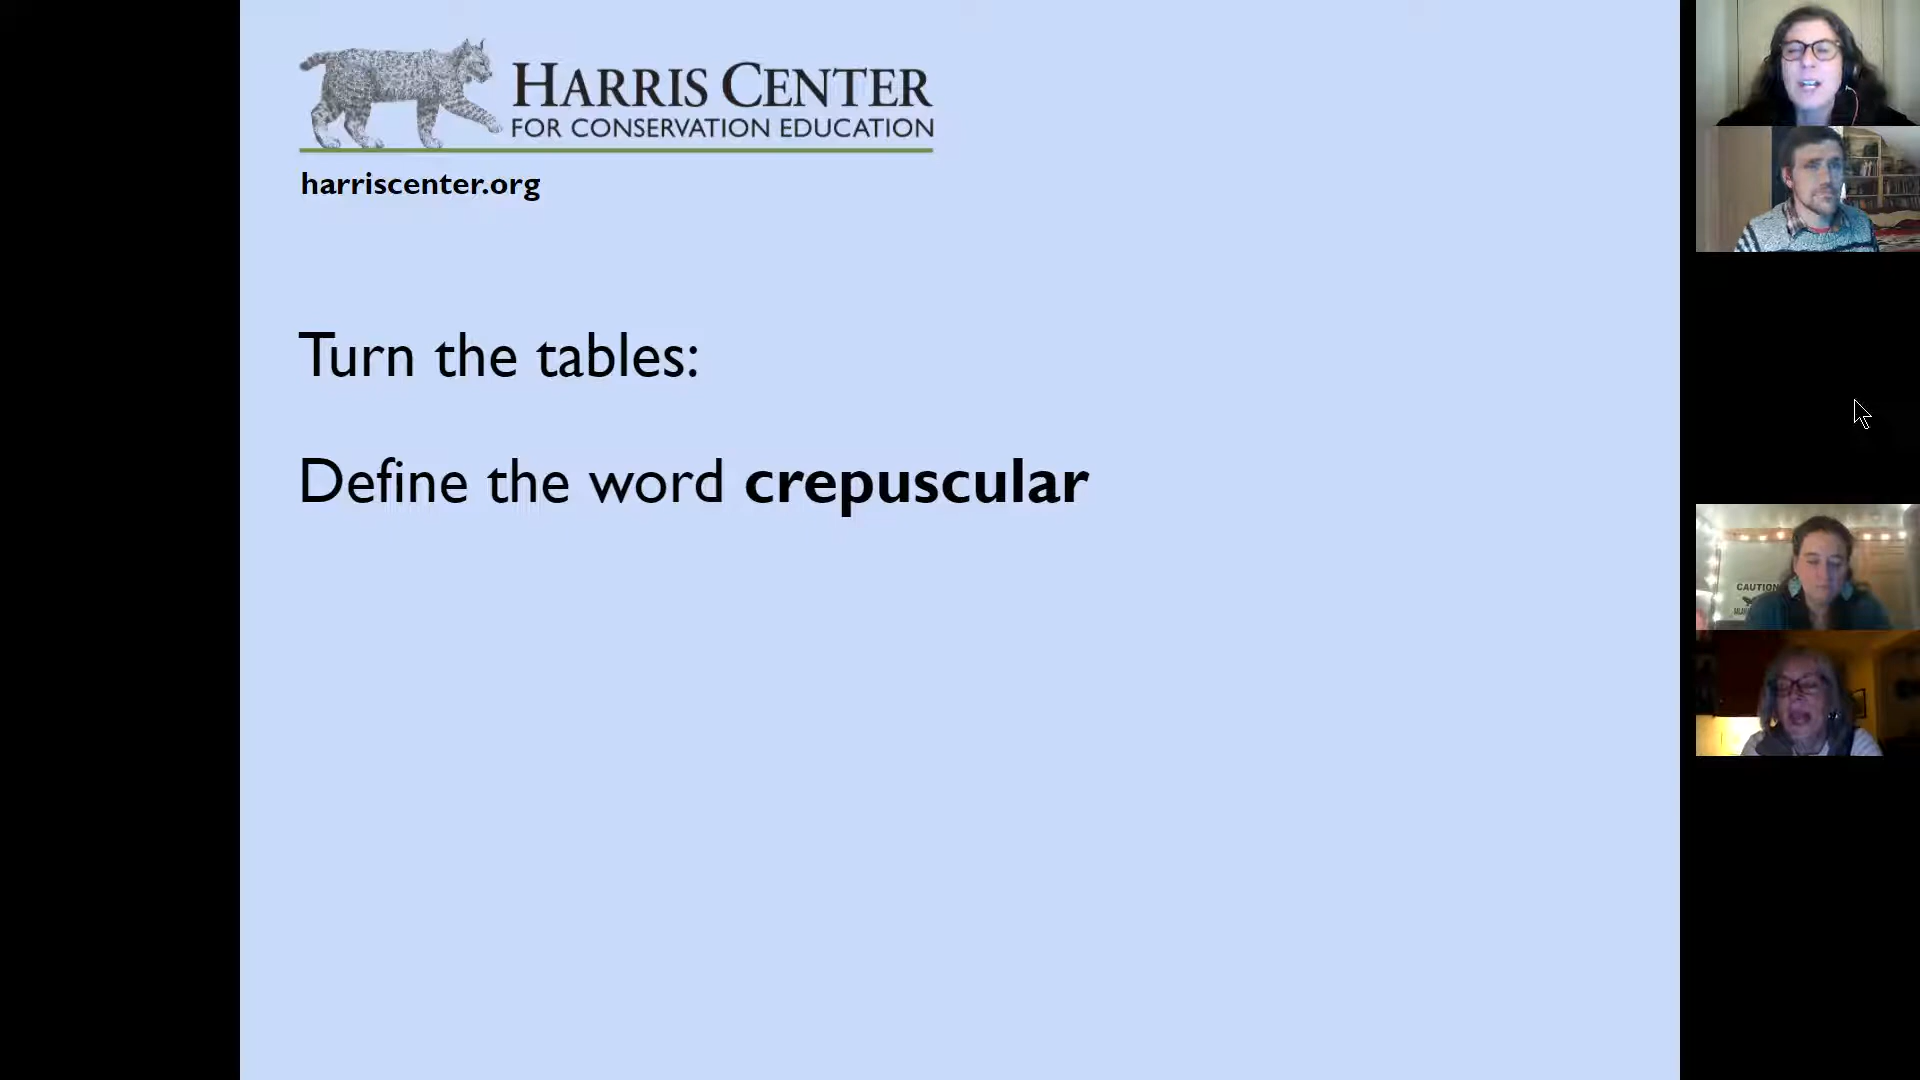 HARRIS CENTER
FOR CONSERVATION EDUCATION
harriscenter.org
Turn the tables:
Define the word crepuscular
CAUTION